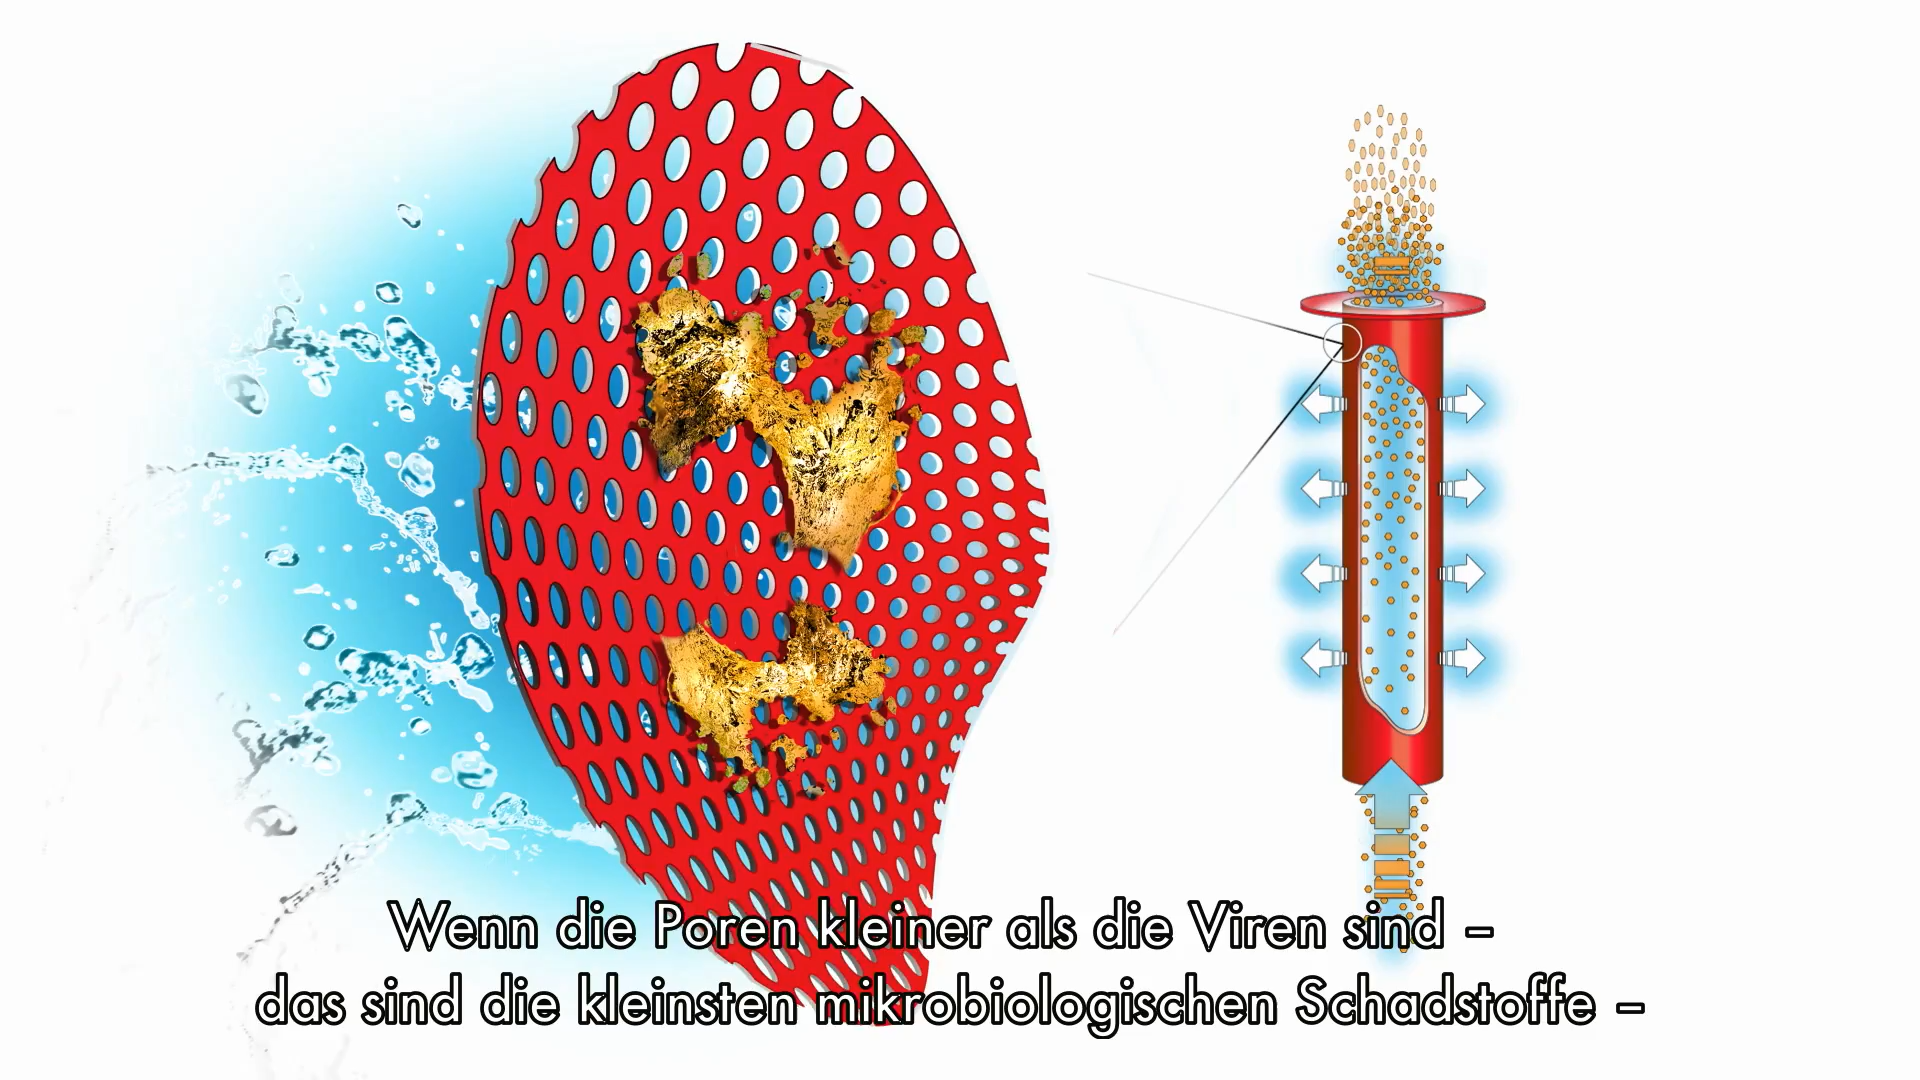 Wenn die Poren kleiner als die Viren sind –
das sind die kleinsten mikrobiologischen Schadstoffe –